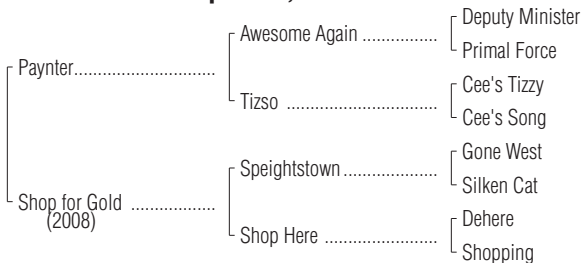 Deputy Minister
Awesome Again ..................
Primal Force
Paynter..............................
Cee's Tizzy
Tizso ....................................
Cee's Song
Gone West
Speightstown......................
Silken Cat
Shop for Gold ..................
(2008)
Dehere
Shop Here ...........................
Shopping